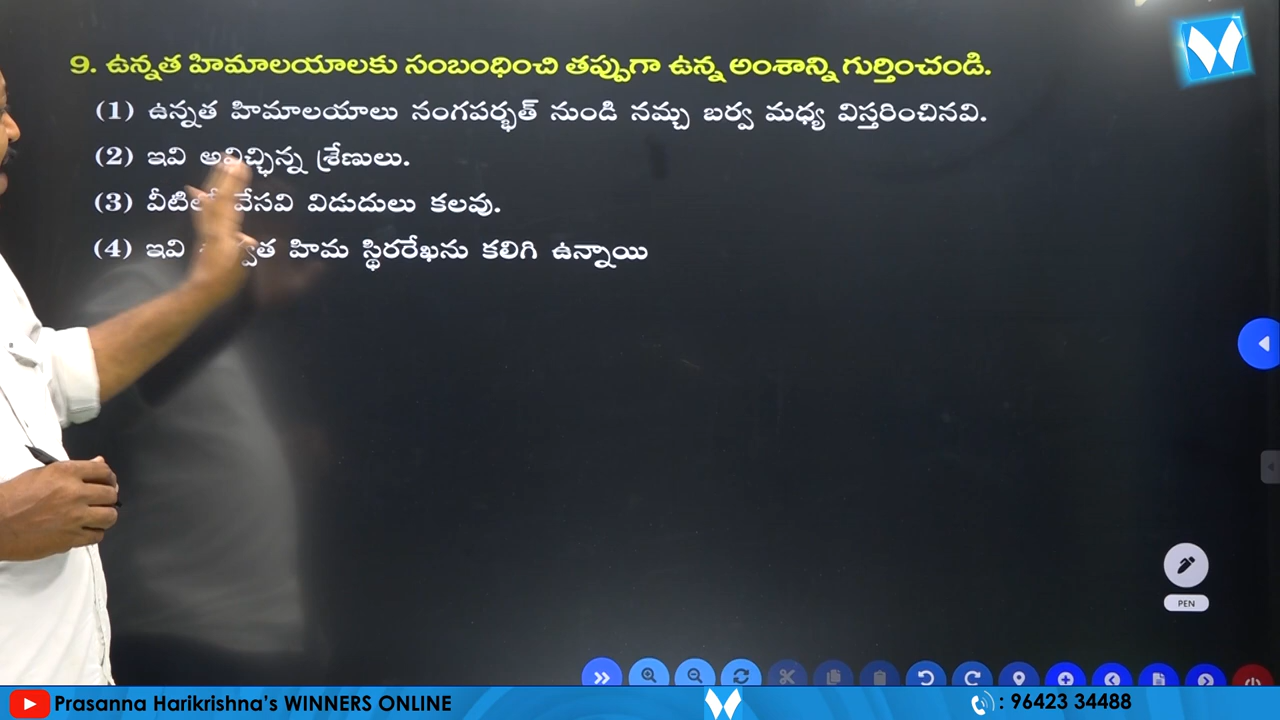 9. ఉన్నత హిమాలయాలకు సంబంధించి తప్పుగా ఉన్న అంశాన్ని గుర్తించండి.
(1) ఉన్నత హిమాలయాలు నంగపర్భత్ నుండి నమ్చ బర్వ మధ్య విస్తరించినవి.
(2) ఇవి అవిచ్ఛిన్న శ్రేణులు.
(3) వీటిలో వేసవి విడుదులు కలవు.
(4) ఇవి హిమ స్థిరరేఖను కలిగి ఉన్నాయి
PEN
Prasanna Harikrishna's WINNERS ONLINE
: 96423 34488